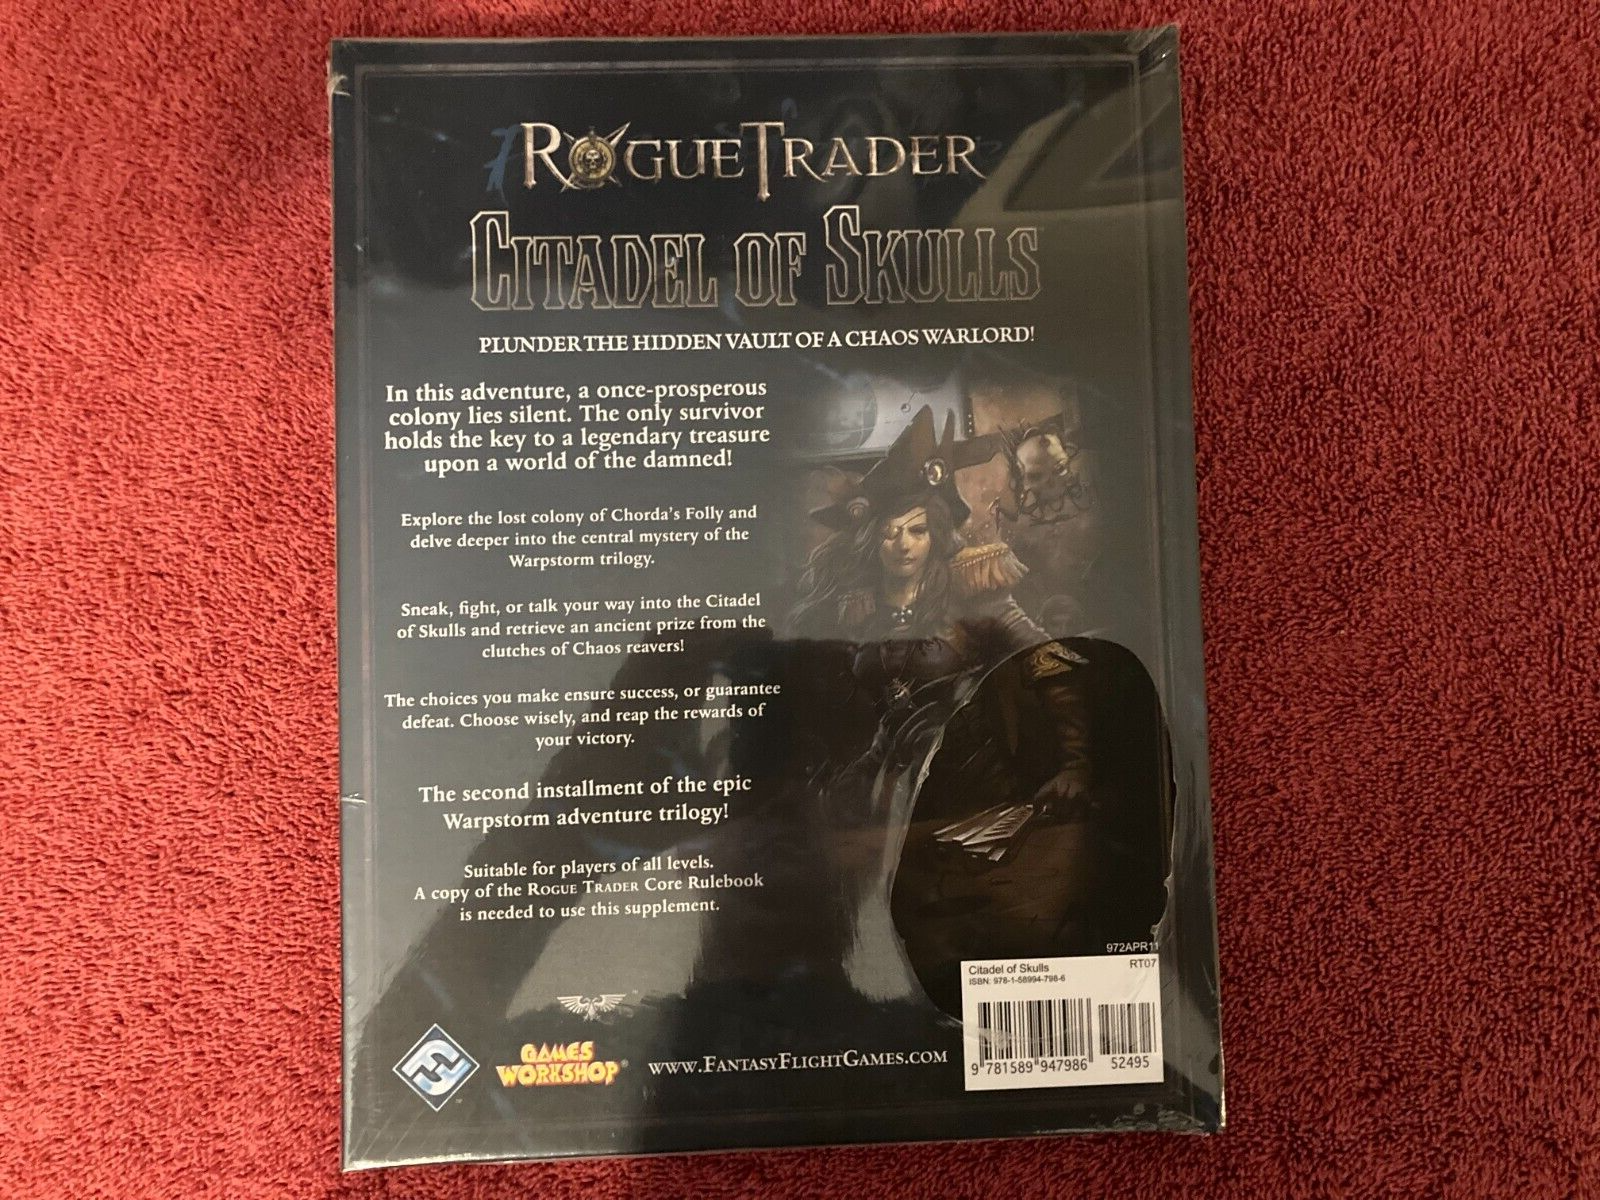 ROGUE TRADER
CITADEL OF SKULLS
PLUNDER THE HIDDEN VAULT OF A CHAOS WARLORD!
In this adventure, a once-prosperous
colony lies silent. The only survivor
holds the key to a legendary treasure
upon a world of the damned!
Explore the lost colony of Chorda's Folly and
delve deeper into the central mystery of the
Warpstorm trilogy.
Sneak, fight, or talk your way into the Citadel
of Skulls and retrieve an ancient prize from the
clutches of Chaos reavers!
The choices you make ensure success, or guarantee
defeat. Choose wisely, and reap the rewards of
your victory.
The second installment of the epic
Warpstorm adventure trilogy!
Suitable for players of all levels.
A copy of the ROGUE TRADER Core Rulebook
is needed to use this supplement.
972APR11
Citadel of Skulls RT07
ISBN: 978-1-58994-798-6
9 781589 947986 52495
™
GAMES
WORKSHOP®
WWW.FANTASYFLIGHTGAMES.COM
™